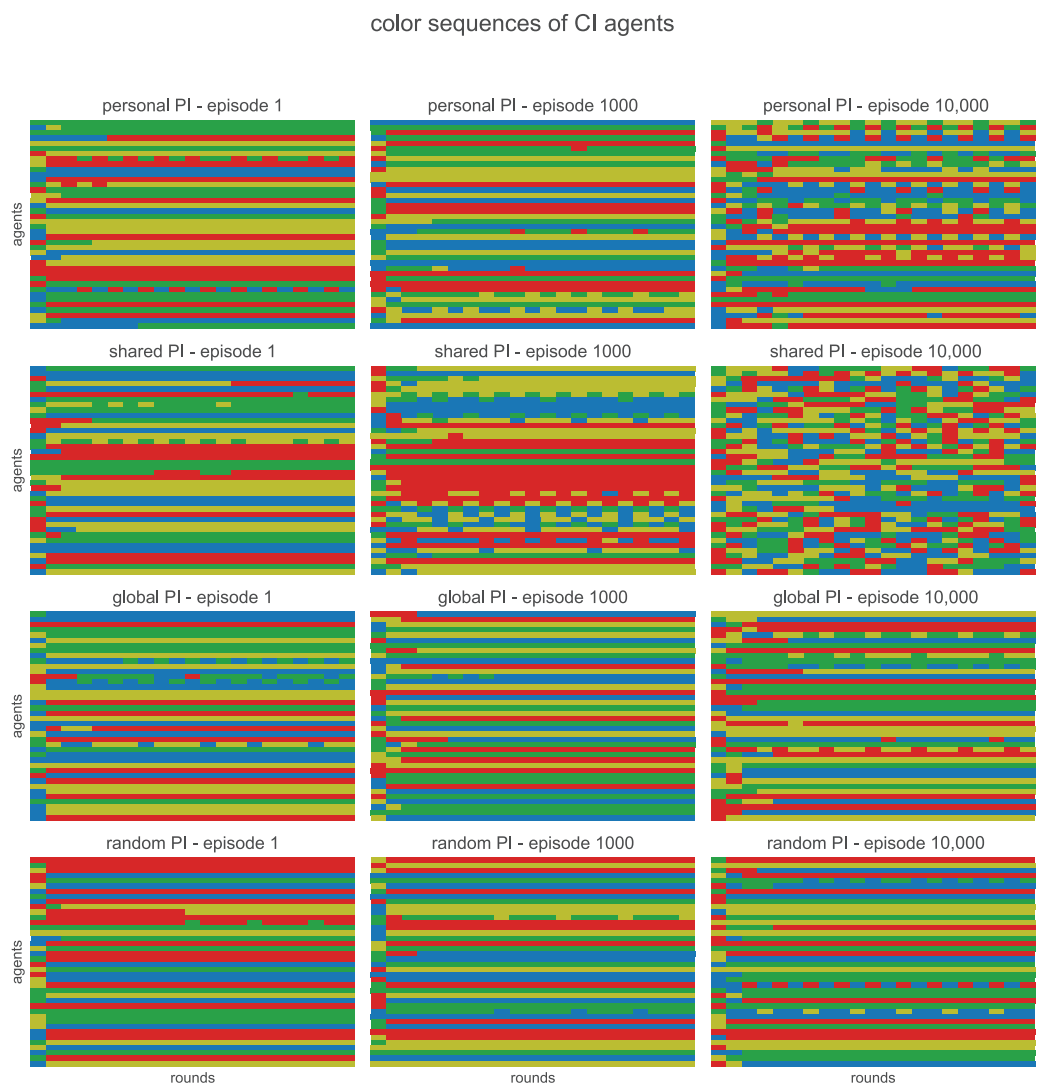 color sequences of CI agents
personal PI - episode 1
personal PI - episode 1000
personal PI - episode 10,000
agents
shared PI - episode 1
shared PI - episode 1000
shared PI - episode 10,000
agents
global PI - episode 1
global PI - episode 1000
global PI - episode 10,000
agents
random PI - episode 1
random PI - episode 1000
random PI - episode 10,000
agents
rounds
rounds
rounds